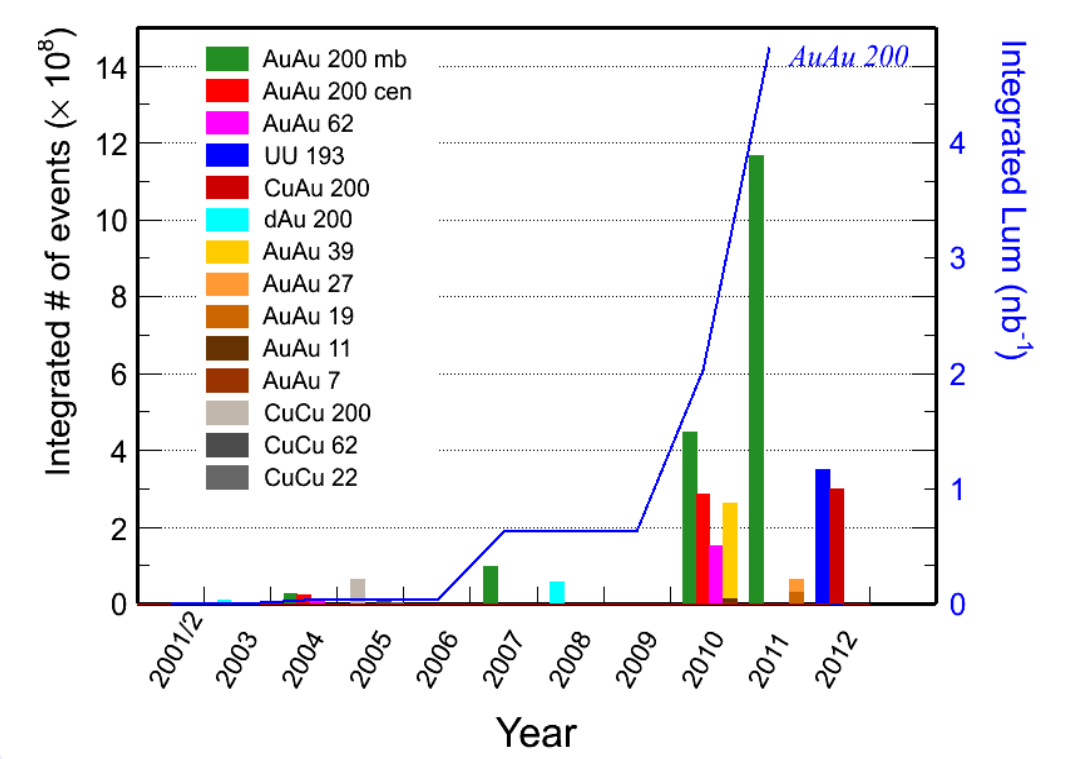 Integrated # of events (× 10⁸)
14
12
10
8
6
4
2
0
AuAu 200 mb
AuAu 200 cen
AuAu 62
UU 193
CuAu 200
dAu 200
AuAu 39
AuAu 27
AuAu 19
AuAu 11
AuAu 7
CuCu 200
CuCu 62
CuCu 22
AuAu 200
4
3
2
1
0
Integrated Lum (nb⁻¹)
2001/2
2003
2004
2005
2006
2007
2008
2009
2010
2011
2012
Year